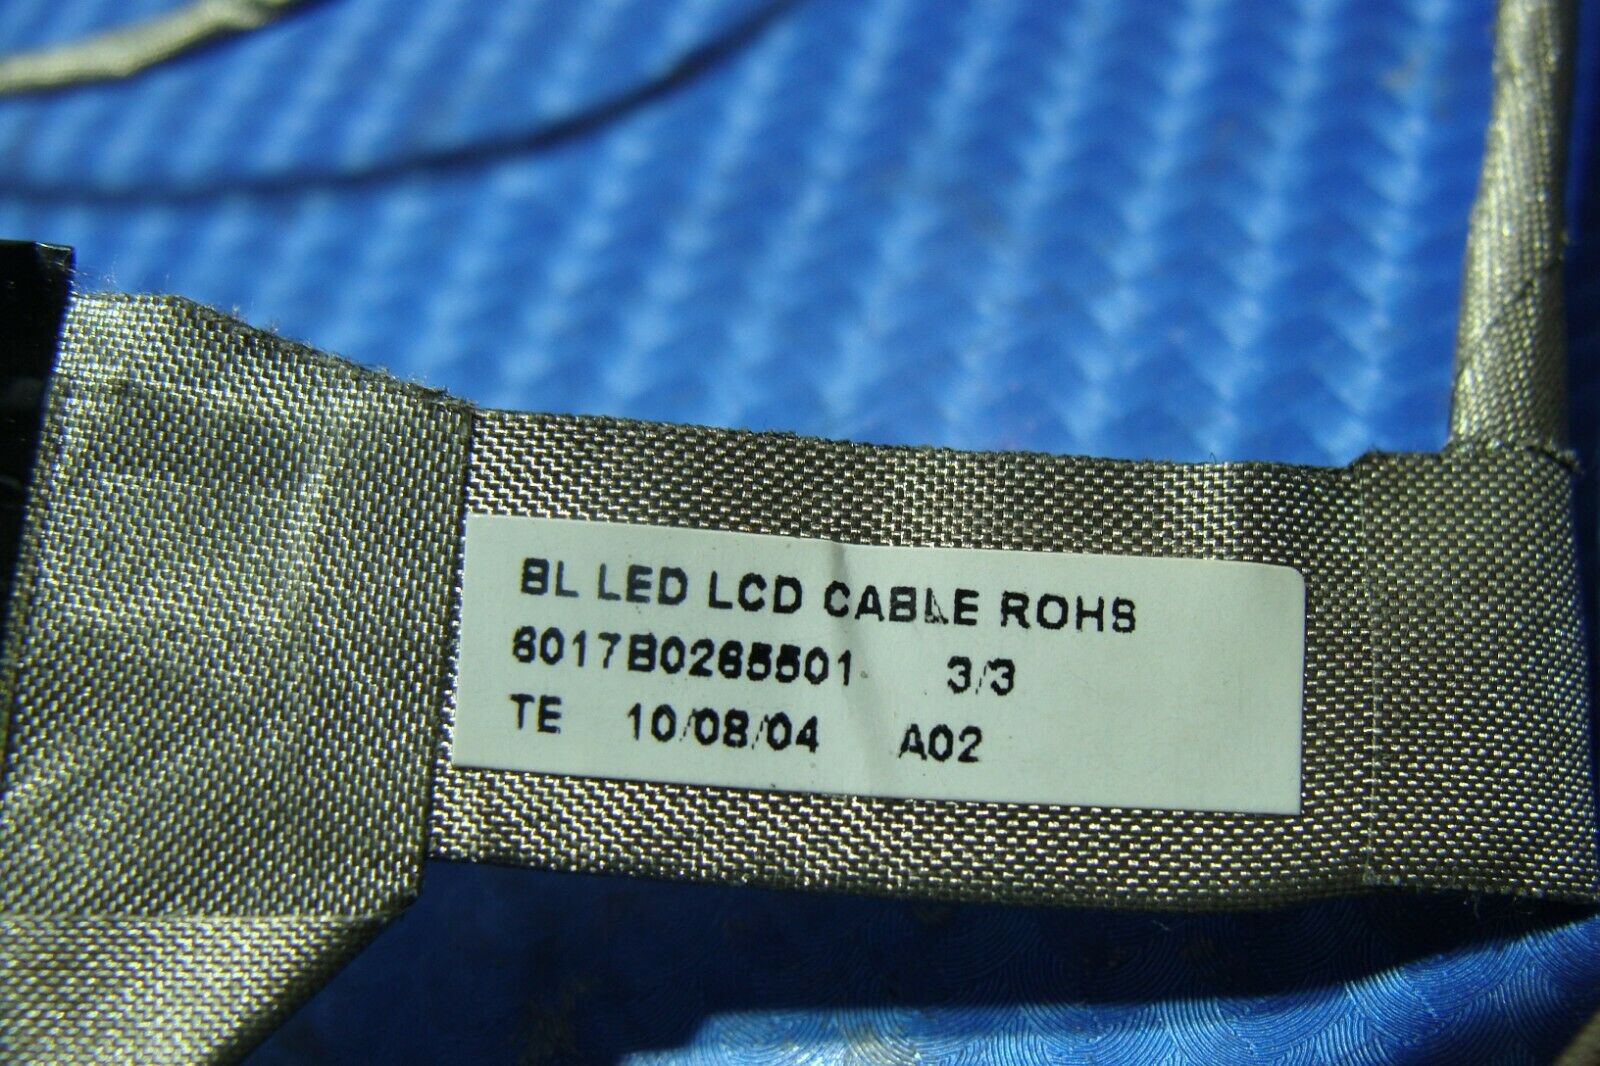 BL LED LCD CABLE ROHS
6017B0265501 3/3
TE 10/08/04 A02